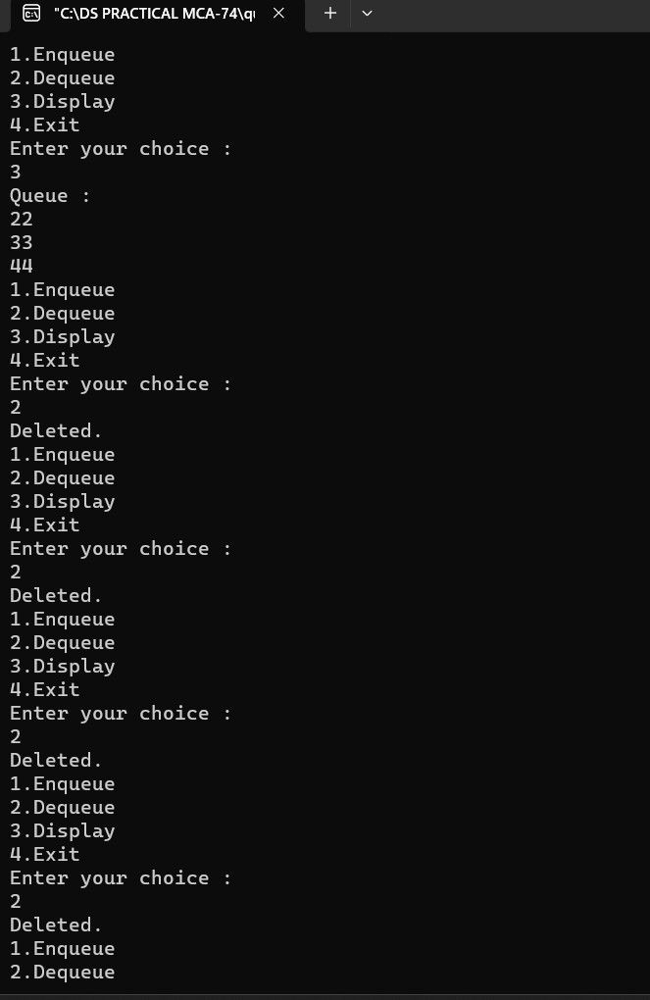 "C:\DS PRACTICAL MCA-74\q
1.Enqueue
2.Dequeue
3.Display
4.Exit
Enter your choice :
3
Queue :
22
33
44
1.Enqueue
2.Dequeue
3.Display
4.Exit
Enter your choice :
2
Deleted.
1.Enqueue
2.Dequeue
3.Display
4.Exit
Enter your choice :
2
Deleted.
1.Enqueue
2.Dequeue
3.Display
4.Exit
Enter your choice :
2
Deleted.
1.Enqueue
2.Dequeue
3.Display
4.Exit
Enter your choice :
2
Deleted.
1.Enqueue
2.Dequeue